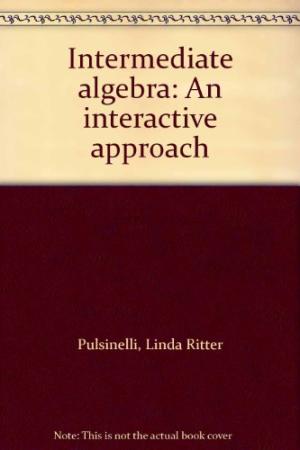 Intermediate
algebra: An
interactive
approach
Pulsinelli, Linda Ritter
Note: This is not the actual book cover